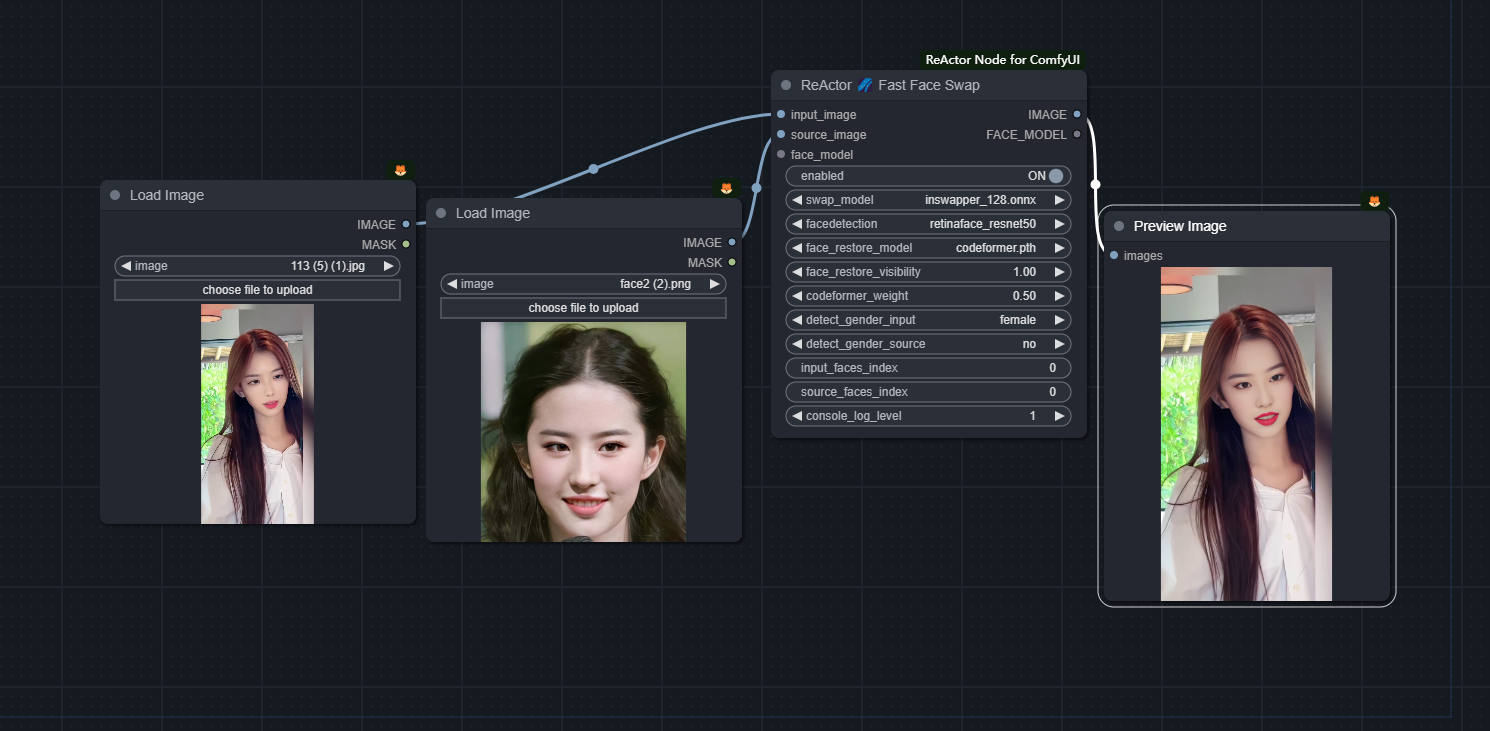 ReActor Node for ComfyUI
ReActor Fast Face Swap
input_image IMAGE
source_image FACE_MODEL
face_model
enabled ON
swap_model inswapper_128.onnx
facedetection retinaface_resnet50
face_restore_model codeformer.pth
face_restore_visibility 1.00
codeformer_weight 0.50
detect_gender_input female
detect_gender_source no
input_faces_index 0
source_faces_index 0
console_log_level 1
Load Image
IMAGE
MASK
image 113 (5) (1).jpg
choose file to upload
Load Image
IMAGE
MASK
image face2 (2).png
choose file to upload
Preview Image
images